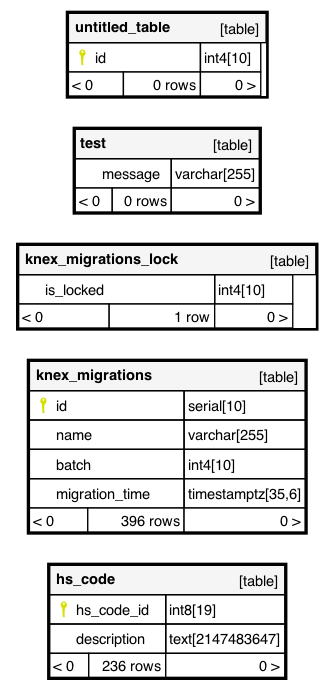 untitled_table [table]
id int4[10]
< 0 0 rows 0 >
test [table]
message varchar[255]
< 0 0 rows 0 >
knex_migrations_lock [table]
is_locked int4[10]
< 0 1 row 0 >
knex_migrations [table]
id serial[10]
name varchar[255]
batch int4[10]
migration_time timestamptz[35,6]
< 0 396 rows 0 >
hs_code [table]
hs_code_id int8[19]
description text[2147483647]
< 0 236 rows 0 >